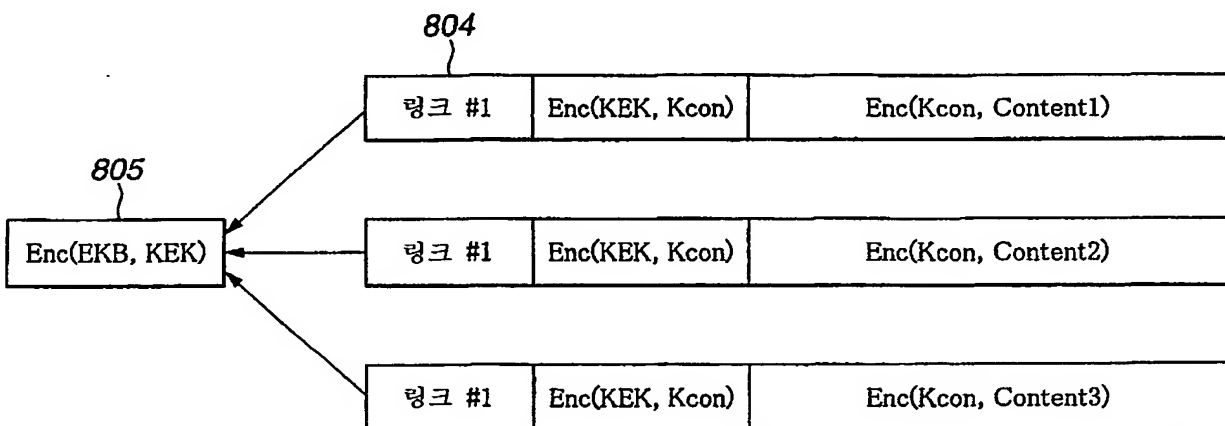 804
링크 #1 Enc(KEK, Kcon) Enc(Kcon, Content1)
805
Enc(EKB, KEK)
링크 #1 Enc(KEK, Kcon) Enc(Kcon, Content2)
링크 #1 Enc(KEK, Kcon) Enc(Kcon, Content3)